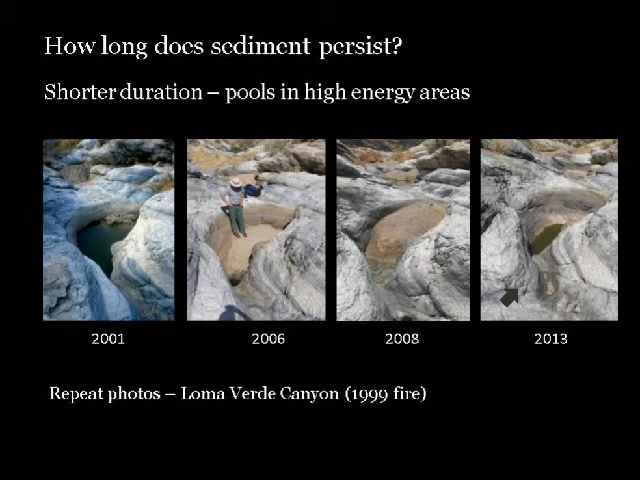 How long does sediment persist?
Shorter duration – pools in high energy areas
2001 2006 2008 2013
Repeat photos – Loma Verde Canyon (1999 fire)